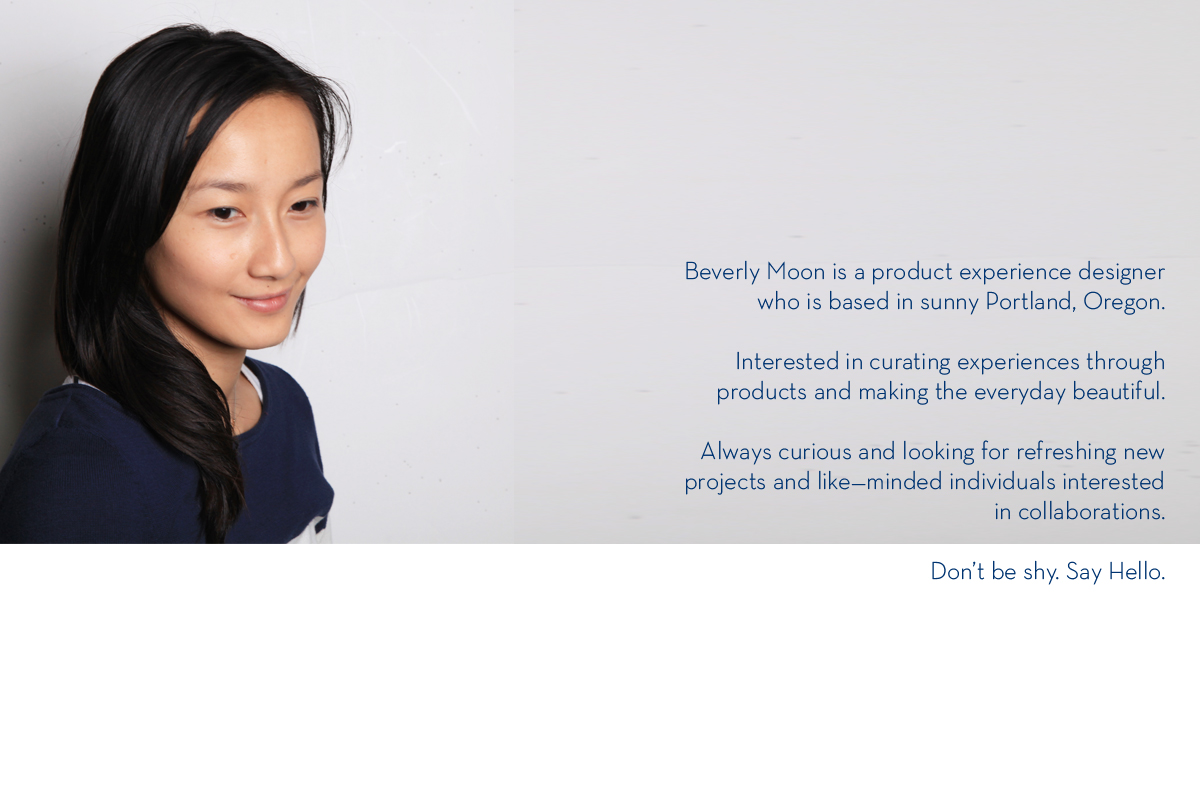 Beverly Moon is a product experience designer
who is based in sunny Portland, Oregon.
Interested in curating experiences through
products and making the everyday beautiful.
Always curious and looking for refreshing new
projects and like—minded individuals interested
in collaborations.
Don’t be shy. Say Hello.